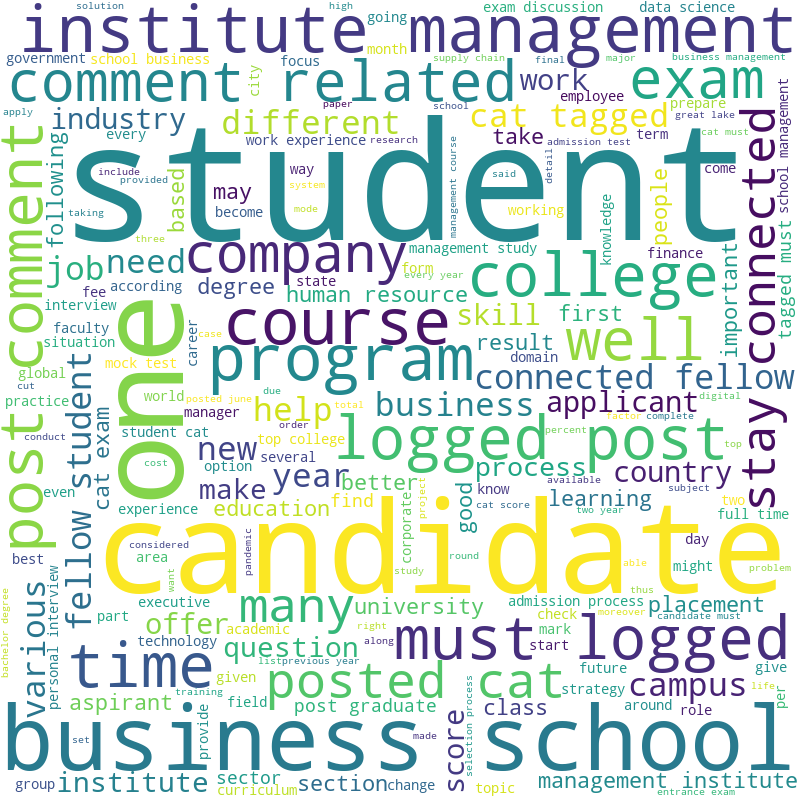 solution
high
exam discussion
data science
institute management
going
month
government
school business
focus
city
supply chain
final
major
business management
comment related
work
exam
apply
paper
school
employee
prepare
great lake
industry
different
cat tagged
cat must
every
work experience
research
take
admission test
term
detail
come
student
include
provided
way
system
said
may
based
following
taking
become
mode
management course
working
people
school management
three
need
company
management study
knowledge
finance
job
form
every year
state
according
degree
human resource
college
important
tagged must
post comment
fee
interview
course
skill
first
stay connected
faculty
career
case
situation
result
well
mock test
posted june
due
domain
program
global
world
cut
practice
manager
help
total
connected fellow
digital
conduct
order
business
applicant
factor
complete
one
student cat
top college
logged post
percent
top
fellow student
cat exam
cost
option
several
new
process
country
even
year
better
know
available
subject
experience
make
learning
education
find
corporate
project
good
cat score
two year
two
full time
candidate
best
considered
pandemic
round
day
area
study
able
problem
want
thus
might
various
personal interview
bachelor degree
executive
many
university
admission process
placement
part
offer
academic
right
check
moreover
candidate must
technology
question
along
mark
must logged
start
future
give
time
listprevious year
given
posted cat
strategy
campus
life
per
aspirant
training
field
post graduate
score
class
around
role
provide
selection process
business school
set
made
group
institute
sector
section
change
topic
management institute
curriculum
entrance exam